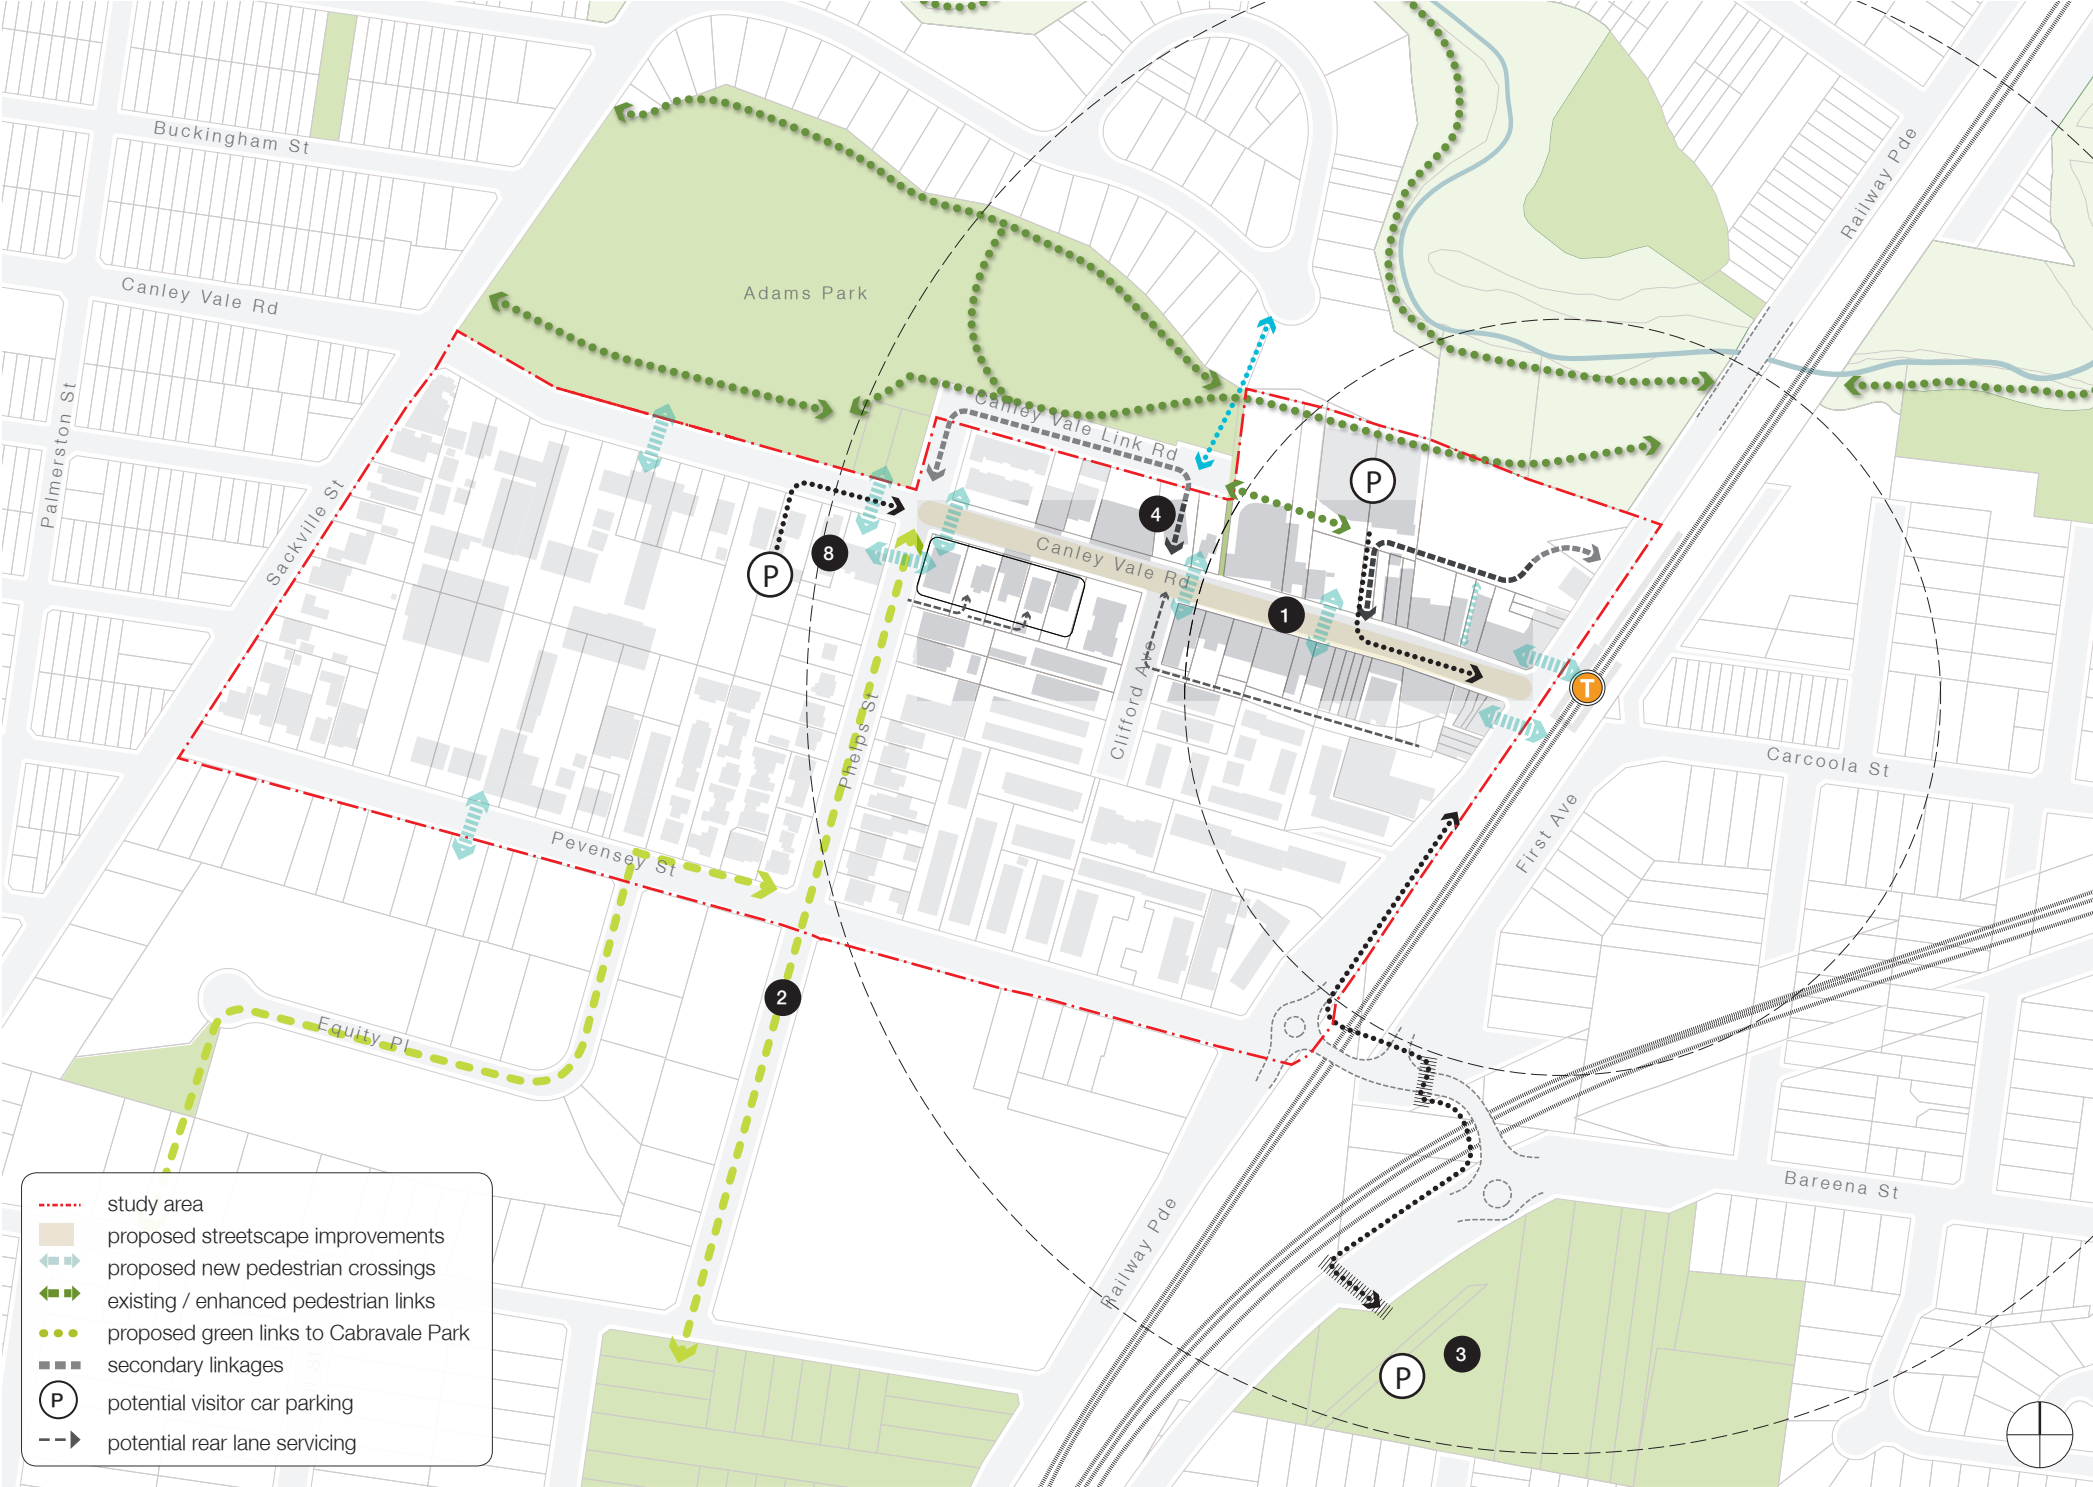 Buckingham St
Railway Pde
Canley Vale Rd
Adams Park
Palmerston St
Canley Vale Link Rd
Sackville St
P
4
Canley Vale Rd
8
P
1
Clifford Ave
T
Phelps St
Carcoola St
First Ave
Pevensey St
2
Equity Pl
Bareena St
Railway Pde
3
P
study area
proposed streetscape improvements
proposed new pedestrian crossings
existing / enhanced pedestrian links
proposed green links to Cabravale Park
secondary linkages
P
potential visitor car parking
potential rear lane servicing